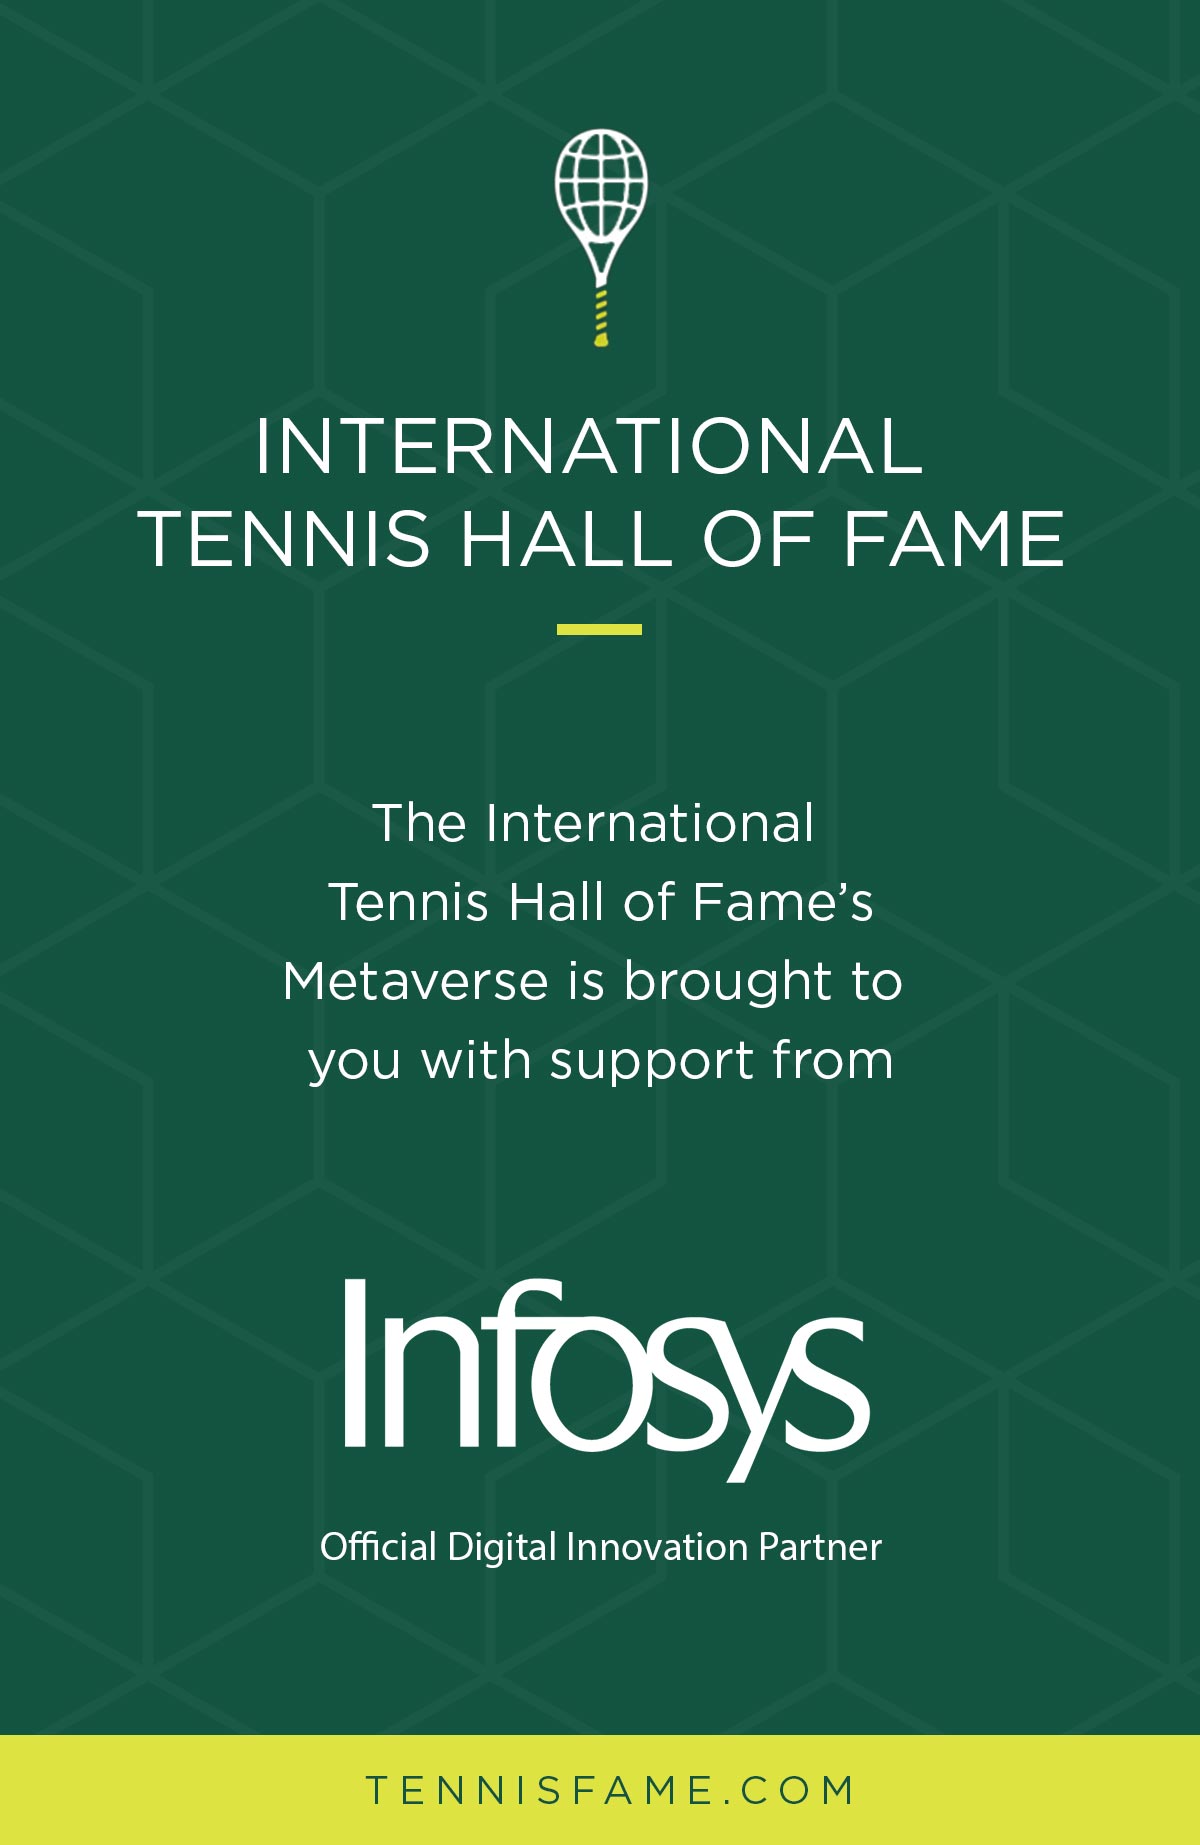 INTERNATIONAL
TENNIS HALL OF FAME
The International
Tennis Hall of Fame’s
Metaverse is brought to
you with support from
Infosys
Official Digital Innovation Partner
TENNISFAME.COM